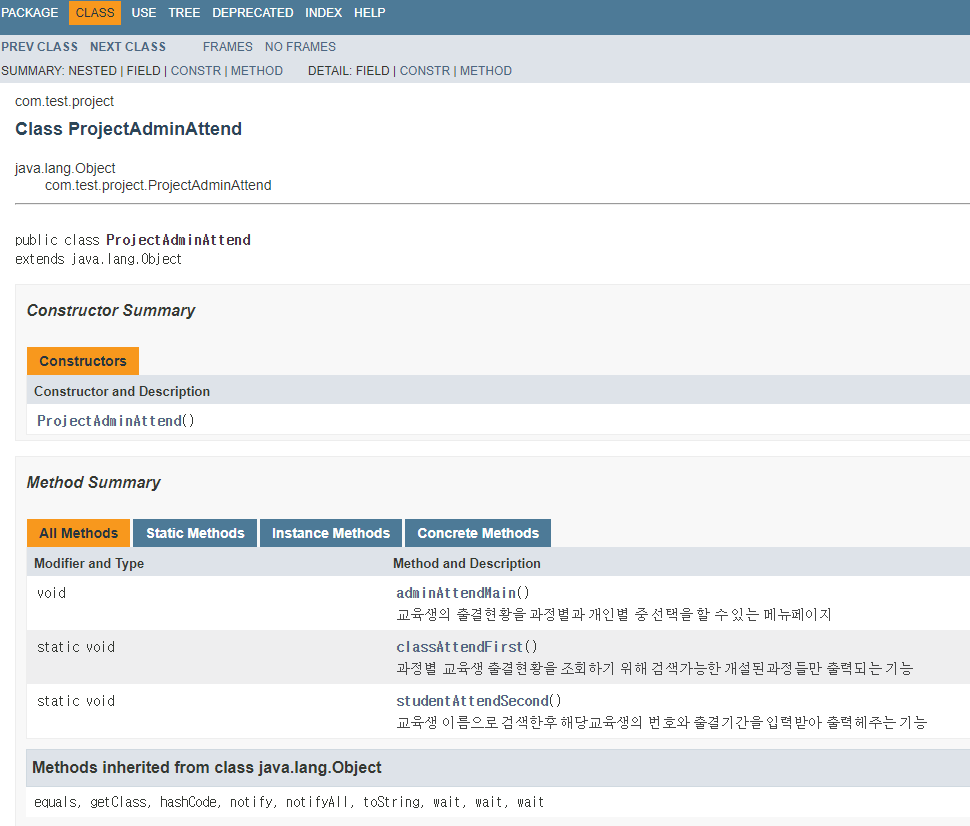 PACKAGE CLASS USE TREE DEPRECATED INDEX HELP
PREV CLASS NEXT CLASS FRAMES NO FRAMES
SUMMARY: NESTED | FIELD | CONSTR | METHOD DETAIL: FIELD | CONSTR | METHOD
com.test.project
Class ProjectAdminAttend
java.lang.Object
com.test.project.ProjectAdminAttend
public class ProjectAdminAttend
extends java.lang.Object
Constructor Summary
Constructors
Constructor and Description
ProjectAdminAttend()
Method Summary
All Methods Static Methods Instance Methods Concrete Methods
Modifier and Type Method and Description
void adminAttendMain()
교육생의 출결현황을 과정별과 개인별 중 선택을 할 수 있는 메뉴페이지
static void classAttendFirst()
과정별 교육생 출결현황을 조회하기 위해 검색가능한 개설된과정들만 출력되는 기능
static void studentAttendSecond()
교육생 이름으로 검색한후 해당교육생의 번호와 출결기간을 입력받아 출력헤주는 기능
Methods inherited from class java.lang.Object
equals, getClass, hashCode, notify, notifyAll, toString, wait, wait, wait